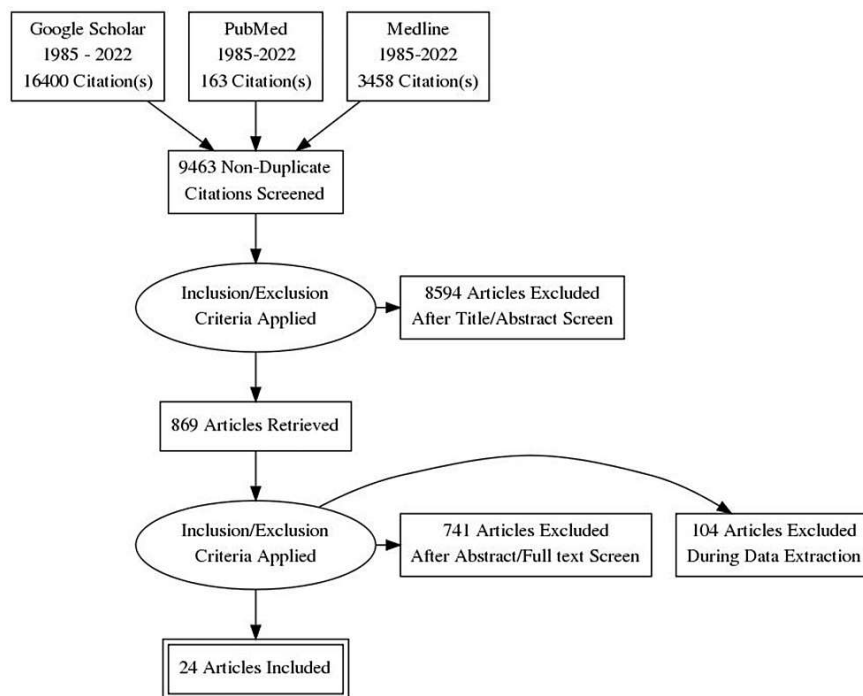 Google Scholar
1985 - 2022
16400 Citation(s)
PubMed
1985-2022
163 Citation(s)
Medline
1985-2022
3458 Citation(s)
9463 Non-Duplicate
Citations Screened
Inclusion/Exclusion
Criteria Applied
8594 Articles Excluded
After Title/Abstract Screen
869 Articles Retrieved
Inclusion/Exclusion
Criteria Applied
741 Articles Excluded
After Abstract/Full text Screen
104 Articles Excluded
During Data Extraction
24 Articles Included